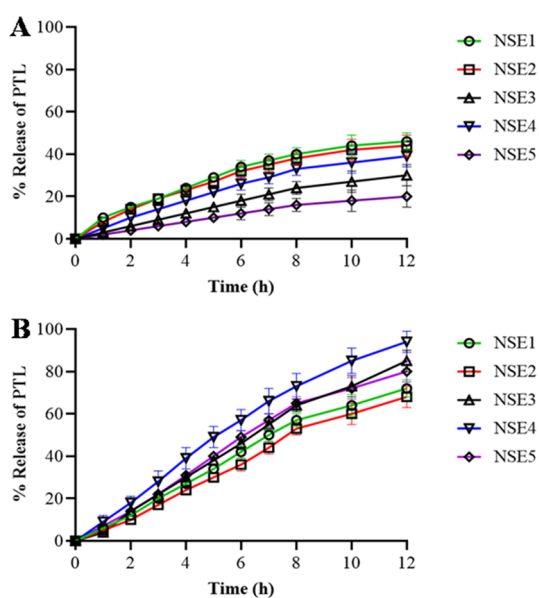 A
% Release of PTL
100
80
60
40
20
0
0 2 4 6 8 10 12
Time (h)
NSE1
NSE2
NSE3
NSE4
NSE5
B
% Release of PTL
100
80
60
40
20
0
0 2 4 6 8 10 12
Time (h)
NSE1
NSE2
NSE3
NSE4
NSE5